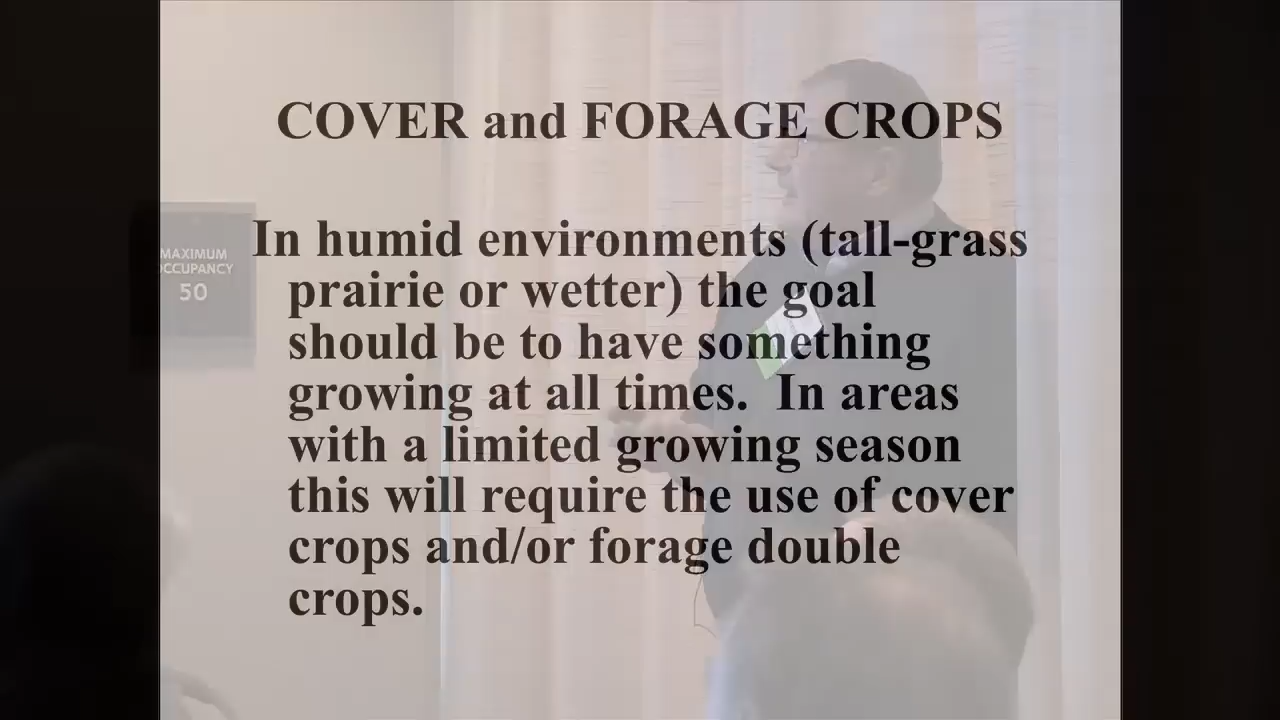 COVER and FORAGE CROPS
In humid environments (tall-grass
prairie or wetter) the goal
should be to have something
growing at all times.  In areas
with a limited growing season
this will require the use of cover
crops and/or forage double
crops.
MAXIMUM
OCCUPANCY
50